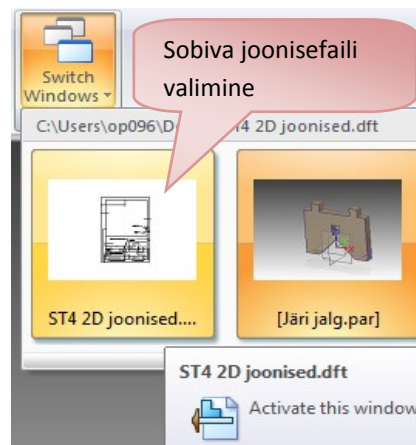 Sobiva joonisefaili
valimine
Switch
Windows
C:\Users\op096\D 4 2D joonised.dft
ST4 2D joonised....
[Järi jalg.par]
ST4 2D joonised.dft
Activate this window